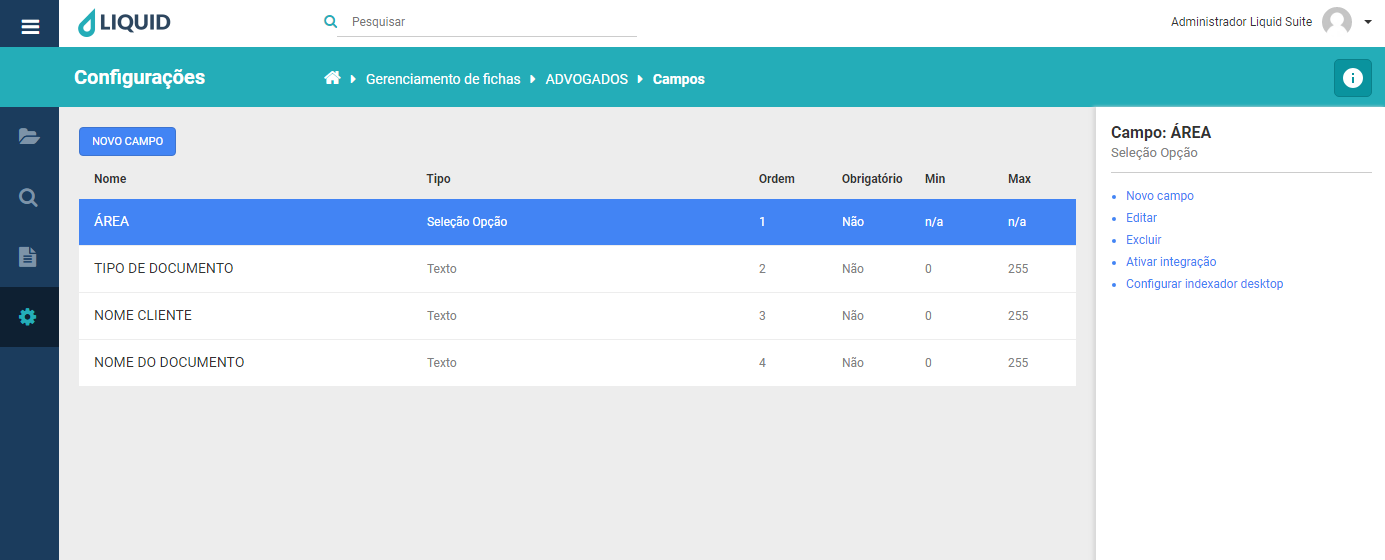 LIQUID
Pesquisar
Administrador Liquid Suite
Configurações
Gerenciamento de fichas ADVOGADOS Campos
NOVO CAMPO
Nome Tipo Ordem Obrigatório Min Max
ÁREA Seleção Opção 1 Não n/a n/a
TIPO DE DOCUMENTO Texto 2 Não 0 255
NOME CLIENTE Texto 3 Não 0 255
NOME DO DOCUMENTO Texto 4 Não 0 255
Campo: ÁREA
Seleção Opção
Novo campo
Editar
Excluir
Ativar integração
Configurar indexador desktop